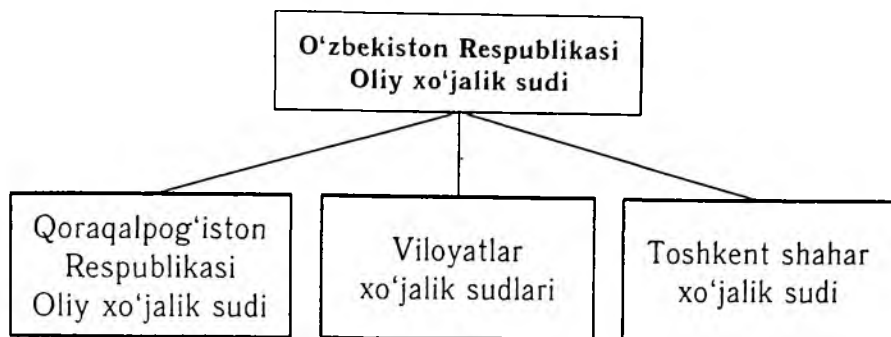 O‘zbekiston Respublikasi
Oliy xo‘jalik sudi
Qoraqalpog‘iston
Respublikasi
Oliy xo‘jalik sudi
Viloyatlar
xo‘jalik sudlari
Toshkent shahar
xo‘jalik sudi